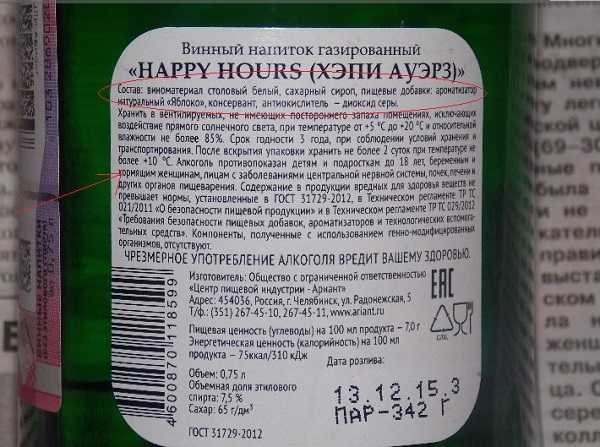 Винный напиток газированный
«HAPPY HOURS (ХЭПИ АУЭРЗ)»
Состав: виноматериал столовый белый, сахарный сироп, пищевые добавки: ароматизатор
натуральный «Яблоко», консервант, антиокислитель – диоксид серы.
Хранить в вентилируемых, не имеющих постороннего запаха помещениях, исключающих
воздействие прямого солнечного света, при температуре от +5 °С до +20 °С и относительной
влажности не более 85%. Срок годности 3 года, при соблюдении условий хранения и
транспортирования. После вскрытия упаковки хранить не более 2 суток при температуре не
более +10 °С. Алкоголь противопоказан детям и подросткам до 18 лет, беременным и
кормящим женщинам, лицам с заболеваниями центральной нервной системы, почек, печени и
других органов пищеварения. Содержание в продукции вредных для здоровья веществ не
превышает нормы, установленные в ГОСТ 31729-2012, в Техническом регламенте ТР ТС
021/2011 «О безопасности пищевой продукции» и в Техническом регламенте ТР ТС 029/2012
«Требования безопасности пищевых добавок, ароматизаторов и технологических вспомога-
тельных средств». Компоненты, полученные с использованием генно-модифицированных
организмов, отсутствуют.
ЧРЕЗМЕРНОЕ УПОТРЕБЛЕНИЕ АЛКОГОЛЯ ВРЕДИТ ВАШЕМУ ЗДОРОВЬЮ.
Изготовитель: Общество с ограниченной ответственностью
«Центр пищевой индустрии - Ариант»
Адрес: 454036, Россия, г. Челябинск, ул. Радонежская, 5
Т/ф.: (351) 267-45-10, 267-45-11, www.ariant.ru
EAC
Пищевая ценность (углеводы) на 100 мл продукта – 7,0 г
Энергетическая ценность (калорийность) на 100 мл
продукта – 75ккал/310 кДж
Дата розлива:
Объем: 0,75 л
Объемная доля этилового
спирта: 7,5 %
Сахар: 65 г/дм³
13.12.15.3
ПАР-342 Г
ГОСТ 31729-2012
4600870118599